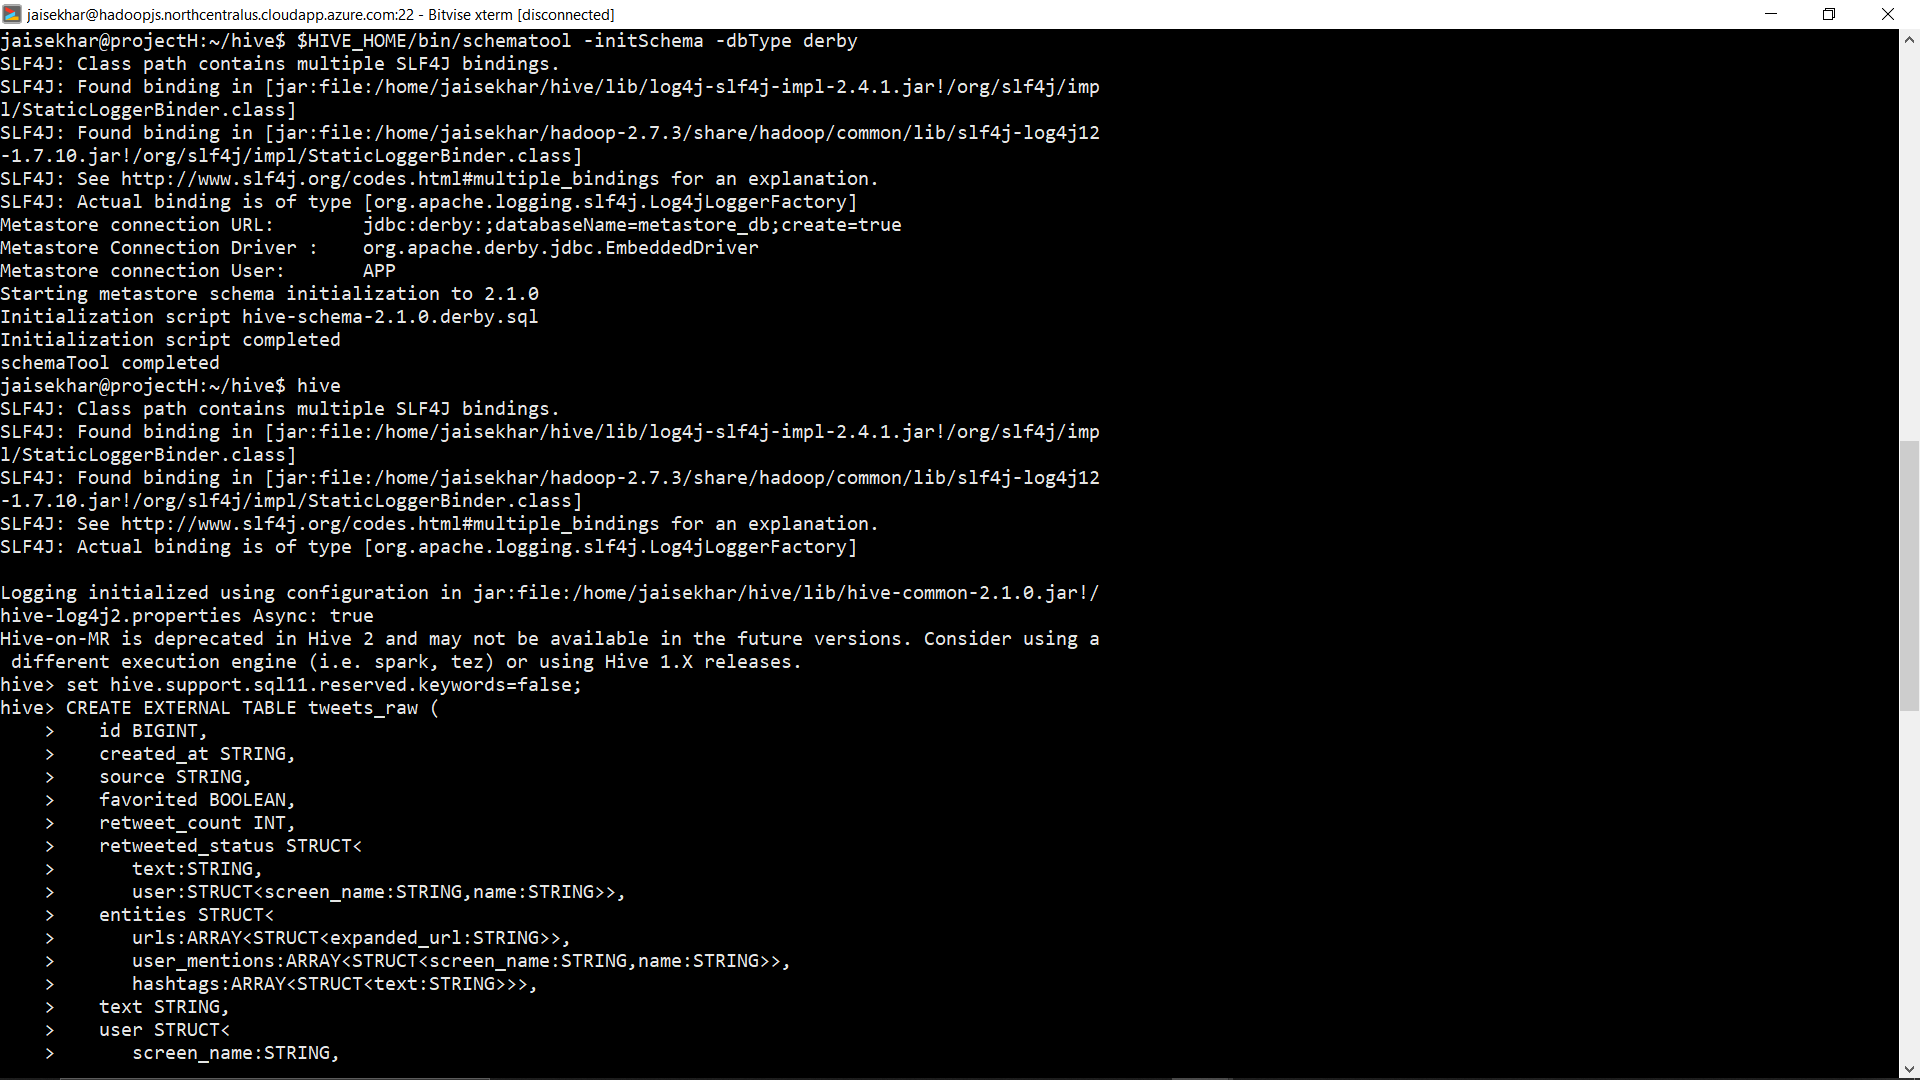 jaisekhar@hadoopjs.northcentralus.cloudapp.azure.com:22 - Bitvise xterm [disconnected]
jaisekhar@projectH:~/hive$ $HIVE_HOME/bin/schematool -initSchema -dbType derby
SLF4J: Class path contains multiple SLF4J bindings.
SLF4J: Found binding in [jar:file:/home/jaisekhar/hive/lib/log4j-slf4j-impl-2.4.1.jar!/org/slf4j/imp
l/StaticLoggerBinder.class]
SLF4J: Found binding in [jar:file:/home/jaisekhar/hadoop-2.7.3/share/hadoop/common/lib/slf4j-log4j12
-1.7.10.jar!/org/slf4j/impl/StaticLoggerBinder.class]
SLF4J: See http://www.slf4j.org/codes.html#multiple_bindings for an explanation.
SLF4J: Actual binding is of type [org.apache.logging.slf4j.Log4jLoggerFactory]
Metastore connection URL:        jdbc:derby:;databaseName=metastore_db;create=true
Metastore Connection Driver :    org.apache.derby.jdbc.EmbeddedDriver
Metastore connection User:       APP
Starting metastore schema initialization to 2.1.0
Initialization script hive-schema-2.1.0.derby.sql
Initialization script completed
schemaTool completed
jaisekhar@projectH:~/hive$ hive
SLF4J: Class path contains multiple SLF4J bindings.
SLF4J: Found binding in [jar:file:/home/jaisekhar/hive/lib/log4j-slf4j-impl-2.4.1.jar!/org/slf4j/imp
l/StaticLoggerBinder.class]
SLF4J: Found binding in [jar:file:/home/jaisekhar/hadoop-2.7.3/share/hadoop/common/lib/slf4j-log4j12
-1.7.10.jar!/org/slf4j/impl/StaticLoggerBinder.class]
SLF4J: See http://www.slf4j.org/codes.html#multiple_bindings for an explanation.
SLF4J: Actual binding is of type [org.apache.logging.slf4j.Log4jLoggerFactory]

Logging initialized using configuration in jar:file:/home/jaisekhar/hive/lib/hive-common-2.1.0.jar!/
hive-log4j2.properties Async: true
Hive-on-MR is deprecated in Hive 2 and may not be available in the future versions. Consider using a
 different execution engine (i.e. spark, tez) or using Hive 1.X releases.
hive> set hive.support.sql11.reserved.keywords=false;
hive> CREATE EXTERNAL TABLE tweets_raw (
    >    id BIGINT,
    >    created_at STRING,
    >    source STRING,
    >    favorited BOOLEAN,
    >    retweet_count INT,
    >    retweeted_status STRUCT<
    >       text:STRING,
    >       user:STRUCT<screen_name:STRING,name:STRING>>,
    >    entities STRUCT<
    >       urls:ARRAY<STRUCT<expanded_url:STRING>>,
    >       user_mentions:ARRAY<STRUCT<screen_name:STRING,name:STRING>>,
    >       hashtags:ARRAY<STRUCT<text:STRING>>>,
    >    text STRING,
    >    user STRUCT<
    >       screen_name:STRING,